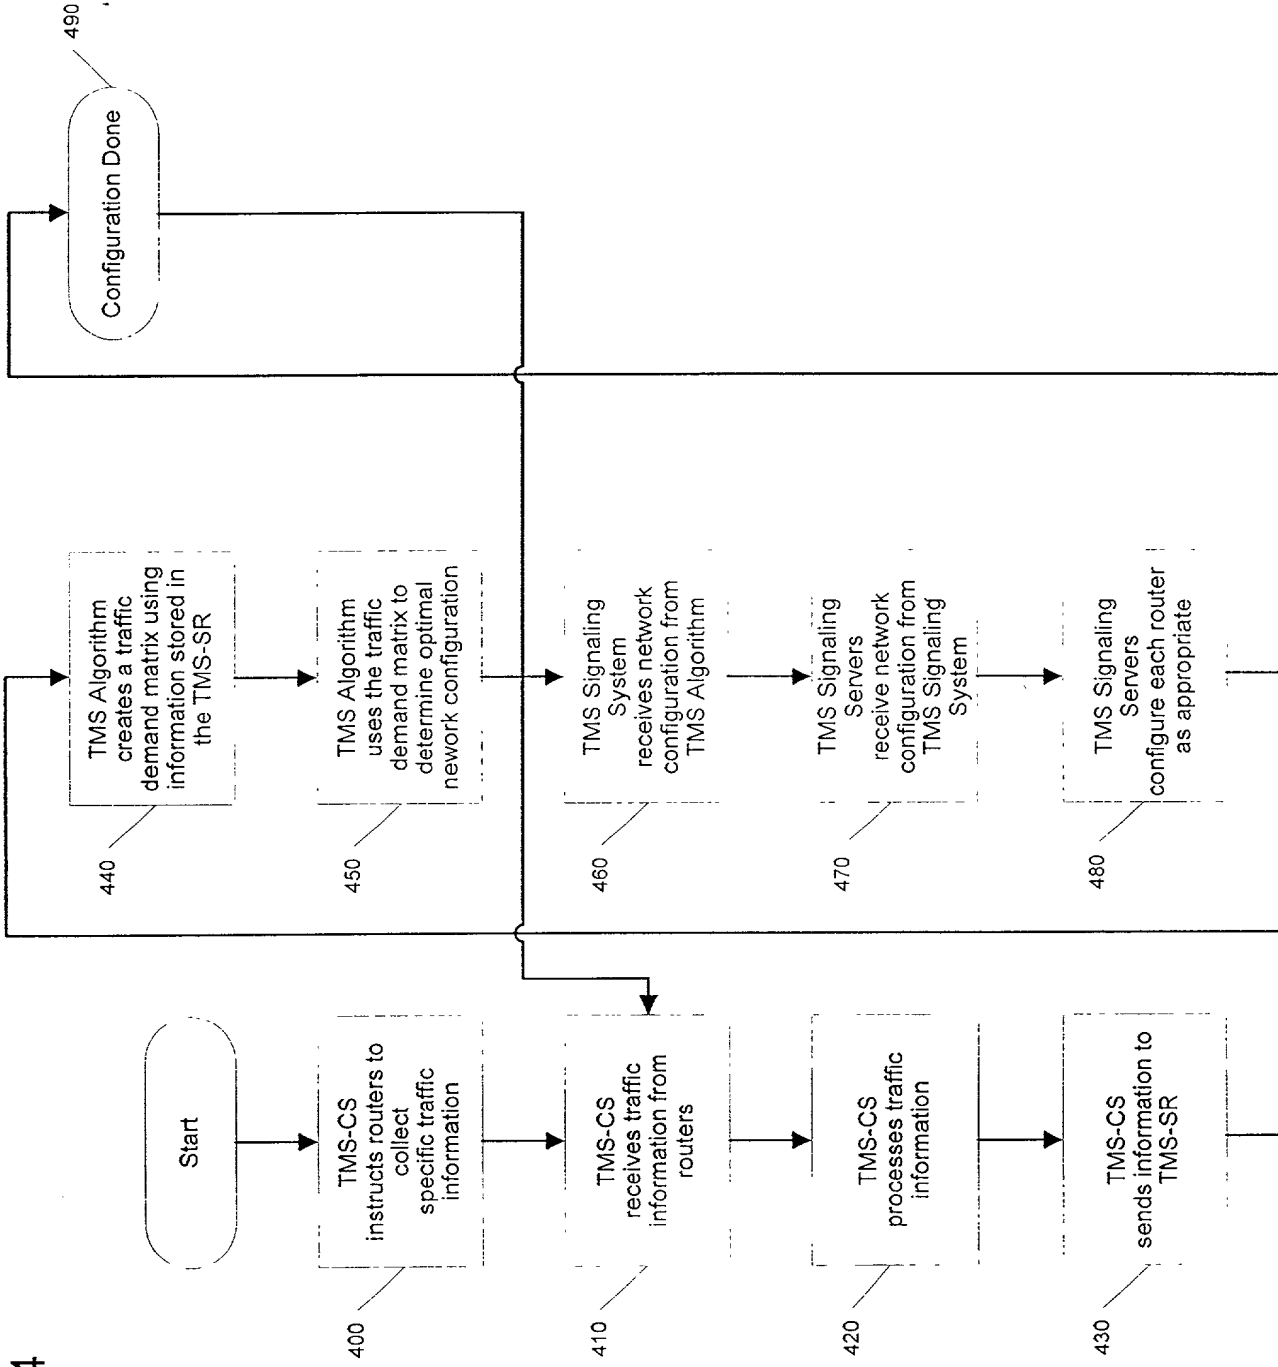 4
Start
TMS-CS
instructs routers to
collect
specific traffic
information
400
TMS-CS
receives traffic
information from
routers
410
TMS-CS
processes traffic
information
420
TMS-CS
sends information to
TMS-SR
430
TMS Algorithm
creates a traffic
demand matrix using
information stored in
the TMS-SR
440
TMS Algorithm
uses the traffic
demand matrix to
determine optimal
nework configuration
450
TMS Signaling
System
receives network
configuration from
TMS Algorithm
460
TMS Signaling
Servers
receive network
configuration from
TMS Signaling
System
470
TMS Signaling
Servers
configure each router
as appropriate
480
Configuration Done
490